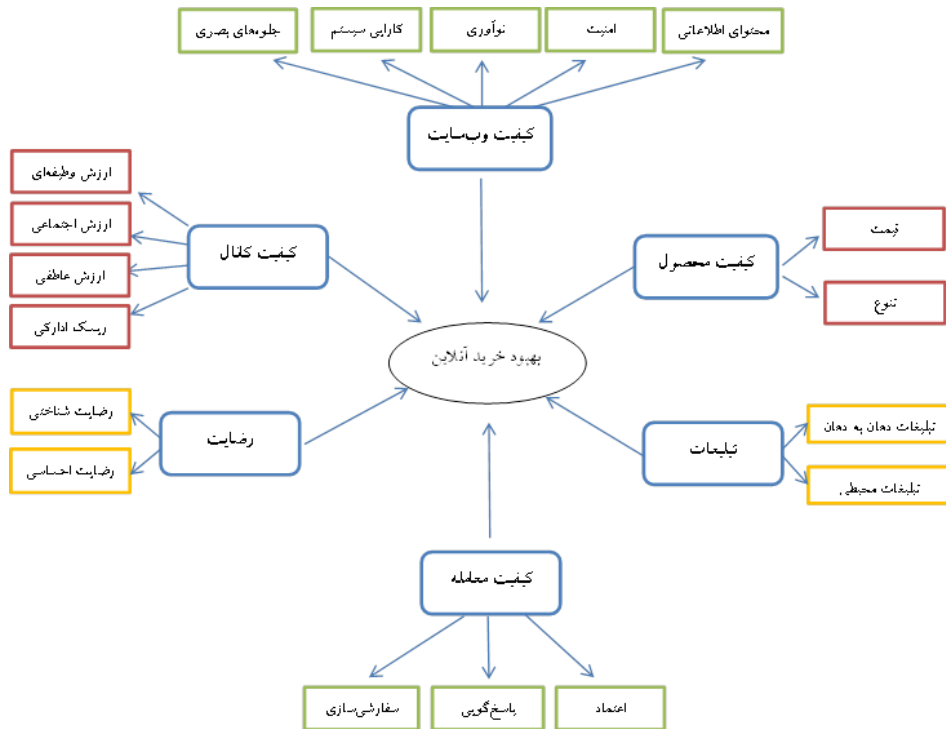 محتوای اطلاعاتی
امنیت
نوآوری
کارایی سیستم
جلوه‌های بصری
کیفیت وب‌سایت
ارزش وظیفه‌ای
ارزش اجتماعی
ارزش عاطفی
ریسک ادارکی
کیفیت کانال
کیفیت محصول
قیمت
تنوع
بهبود خرید آنلاین
رضایت شناختی
رضایت احساسی
رضایت
تبلیغات
تبلیغات دهان به دهان
تبلیغات محیطی
کیفیت معامله
اعتماد
پاسخ‌گویی
سفارشی‌سازی